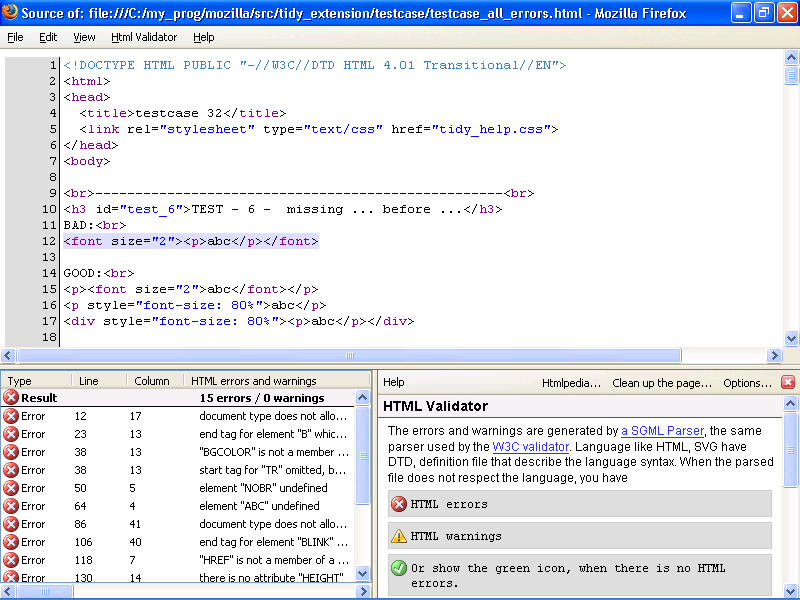 Source of: file:///C:/my_prog/mozilla/src/tidy_extension/testcase/testcase_all_errors.html - Mozilla Firefox
File Edit View Html Validator Help
1 <!DOCTYPE HTML PUBLIC "-//W3C//DTD HTML 4.01 Transitional//EN">
2 <html>
3 <head>
4 <title>testcase 32</title>
5 <link rel="stylesheet" type="text/css" href="tidy_help.css">
6 </head>
7 <body>
8
9 <br>---------------------------------------------------<br>
10 <h3 id="test_6">TEST - 6 -  missing ... before ...</h3>
11 BAD:<br>
12 <font size="2"><p>abc</p></font>
13
14 GOOD:<br>
15 <p><font size="2">abc</font></p>
16 <p style="font-size: 80%">abc</p>
17 <div style="font-size: 80%"><p>abc</p></div>
18
Type Line Column HTML errors and warnings
Result 15 errors / 0 warnings
Error 12 17 document type does not allo...
Error 23 13 end tag for element "B" whic...
Error 38 13 "BGCOLOR" is not a member ...
Error 38 13 start tag for "TR" omitted, b...
Error 50 5 element "NOBR" undefined
Error 64 4 element "ABC" undefined
Error 86 41 document type does not allo...
Error 106 40 end tag for element "BLINK" ...
Error 118 7 "HREF" is not a member of a ...
Error 130 14 there is no attribute "HEIGHT"
Help Htmlpedia... Clean up the page... Options...
HTML Validator
The errors and warnings are generated by a SGML Parser, the same
parser used by the W3C validator. Language like HTML, SVG have
DTD, definition file that describe the language syntax. When the parsed
file does not respect the language, you have
HTML errors
HTML warnings
Or show the green icon, when there is no HTML
errors.